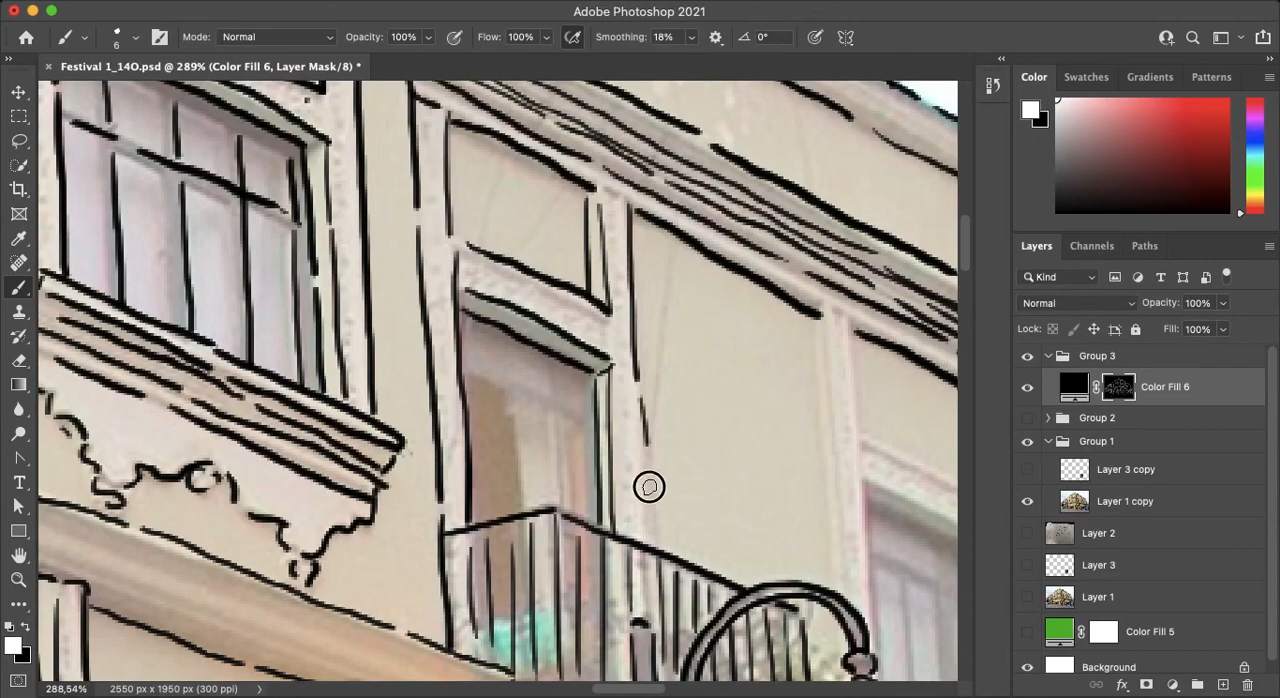 Adobe Photoshop 2021
6 Mode: Normal Opacity: 100% Flow: 100% Smoothing: 18% 0°
Festival 1_14O.psd @ 289% (Color Fill 6, Layer Mask/8) *
Color Swatches Gradients Patterns
Layers Channels Paths
Kind
Normal Opacity: 100%
Lock: Fill: 100%
Group 3
Color Fill 6
Group 2
Group 1
Layer 3 copy
Layer 1 copy
Layer 2
Layer 3
Layer 1
Color Fill 5
Background
288,54% 2550 px x 1950 px (300 ppi)